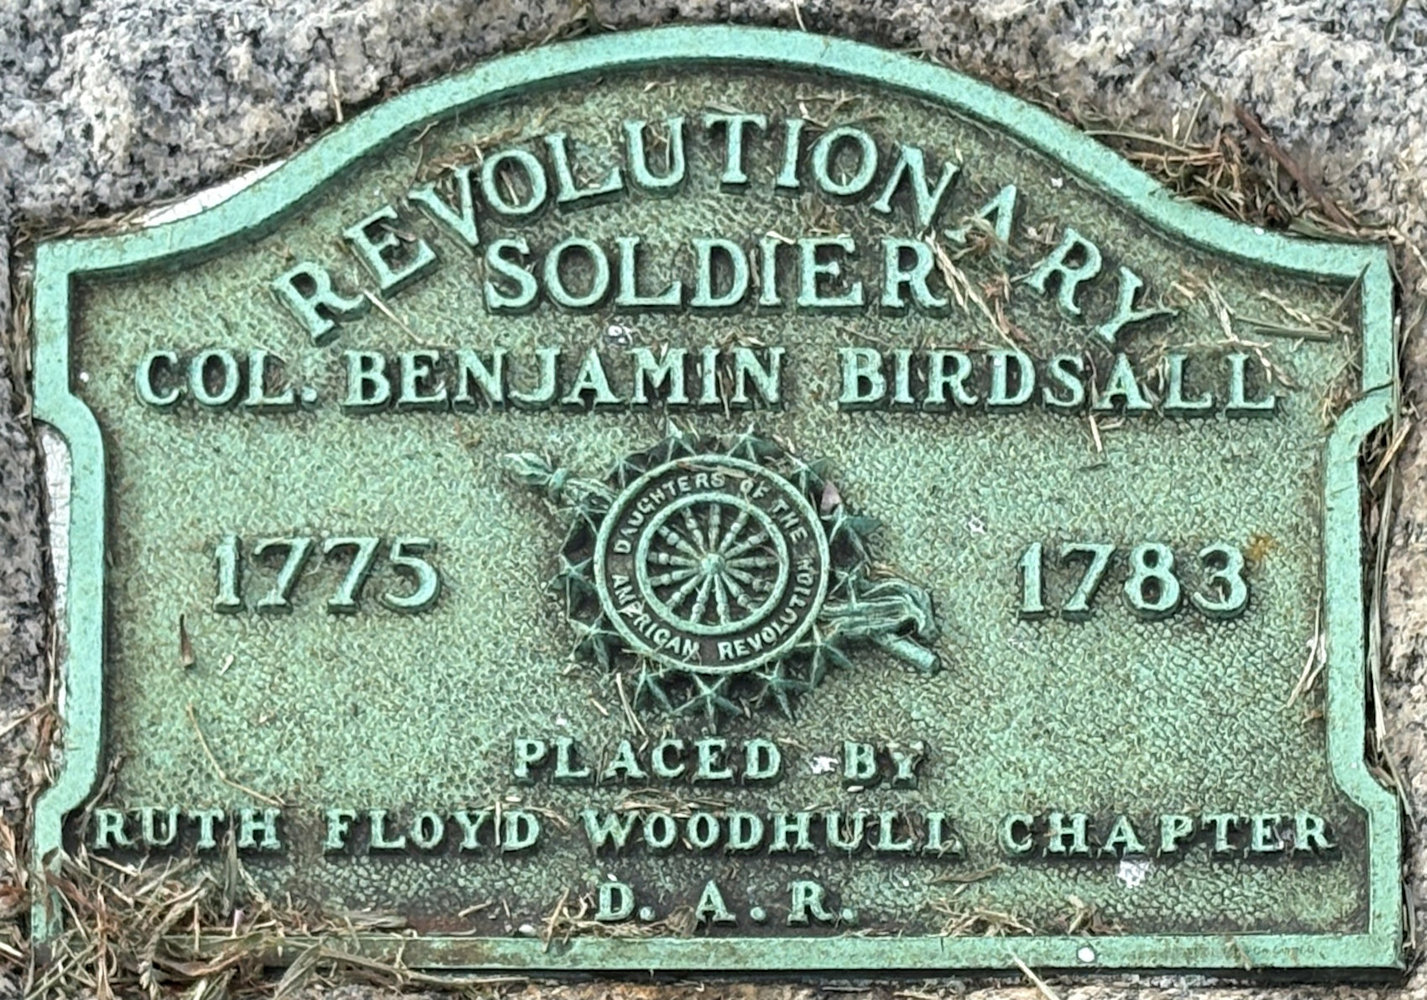 REVOLUTIONARY
SOLDIER
COL. BENJAMIN BIRDSALL
1775 1783
DAUGHTERS OF THE
AMERICAN REVOLUTION
PLACED BY
RUTH FLOYD WOODHULL CHAPTER
D. A. R.